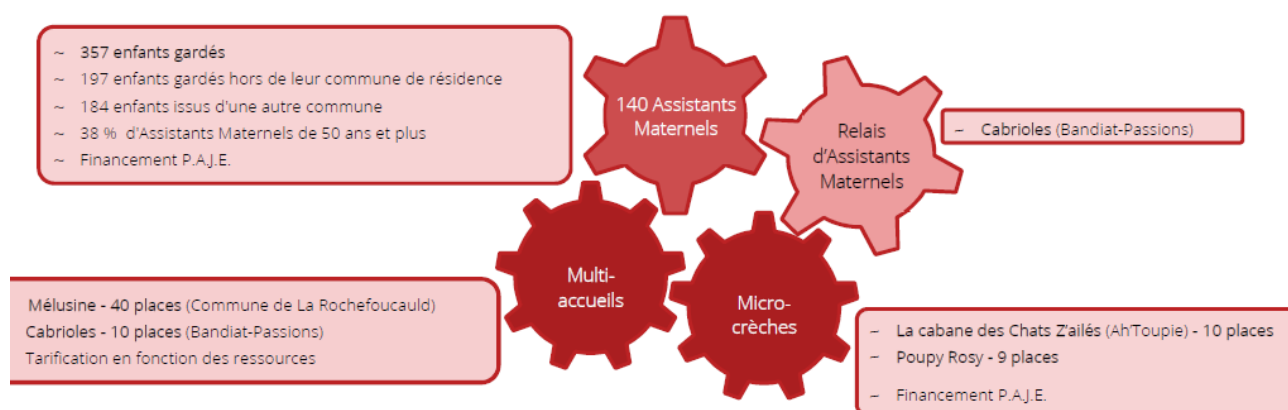 ~ 357 enfants gardés
~ 197 enfants gardés hors de leur commune de résidence
~ 184 enfants issus d'une autre commune
~ 38 % d'Assistants Maternels de 50 ans et plus
~ Financement P.A.J.E.
140 Assistants
Maternels
Relais
d'Assistants
Maternels
~ Cabrioles (Bandiat-Passions)
Multi-
accueils
Mélusine - 40 places (Commune de La Rochefoucauld)
Cabrioles - 10 places (Bandiat-Passions)
Tarification en fonction des ressources
Micro-
crèches
~ La cabane des Chats Z'ailés (Ah'Toupie) - 10 places
~ Poupy Rosy - 9 places
~ Financement P.A.J.E.